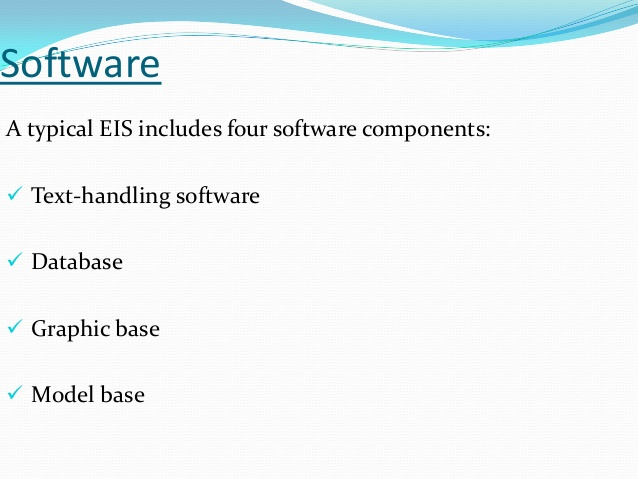 Software
A typical EIS includes four software components:
✓ Text-handling software
✓ Database
✓ Graphic base
✓ Model base